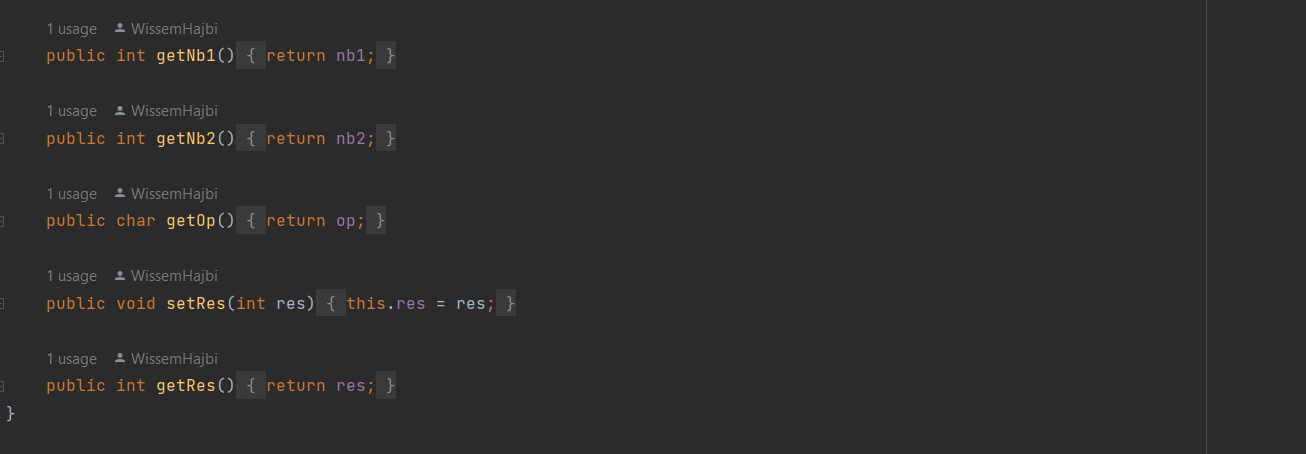 1 usage WissemHajbi
public int getNb1() { return nb1; }
1 usage WissemHajbi
public int getNb2() { return nb2; }
1 usage WissemHajbi
public char getOp() { return op; }
1 usage WissemHajbi
public void setRes(int res) { this.res = res; }
1 usage WissemHajbi
public int getRes() { return res; }
}